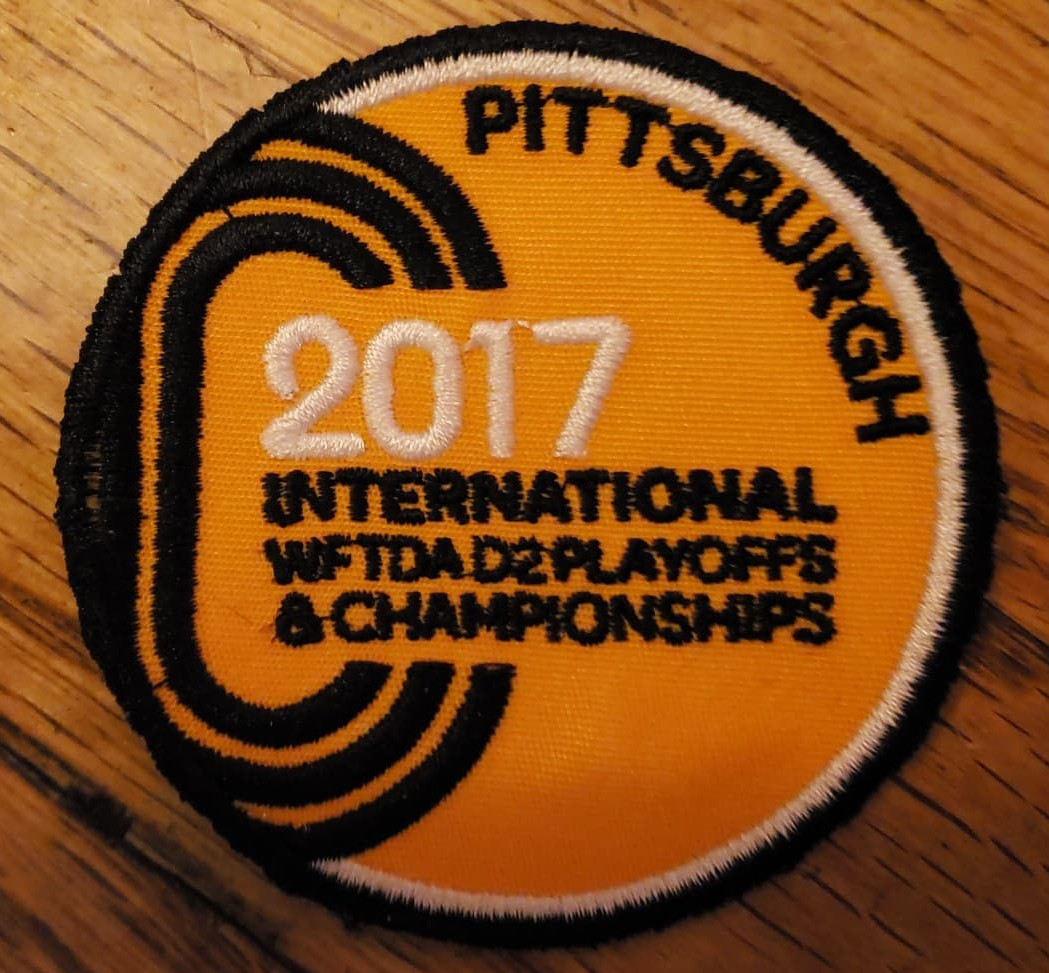 PITTSBURGH
2017
INTERNATIONAL
WFTDA D2 PLAYOFFS
& CHAMPIONSHIPS